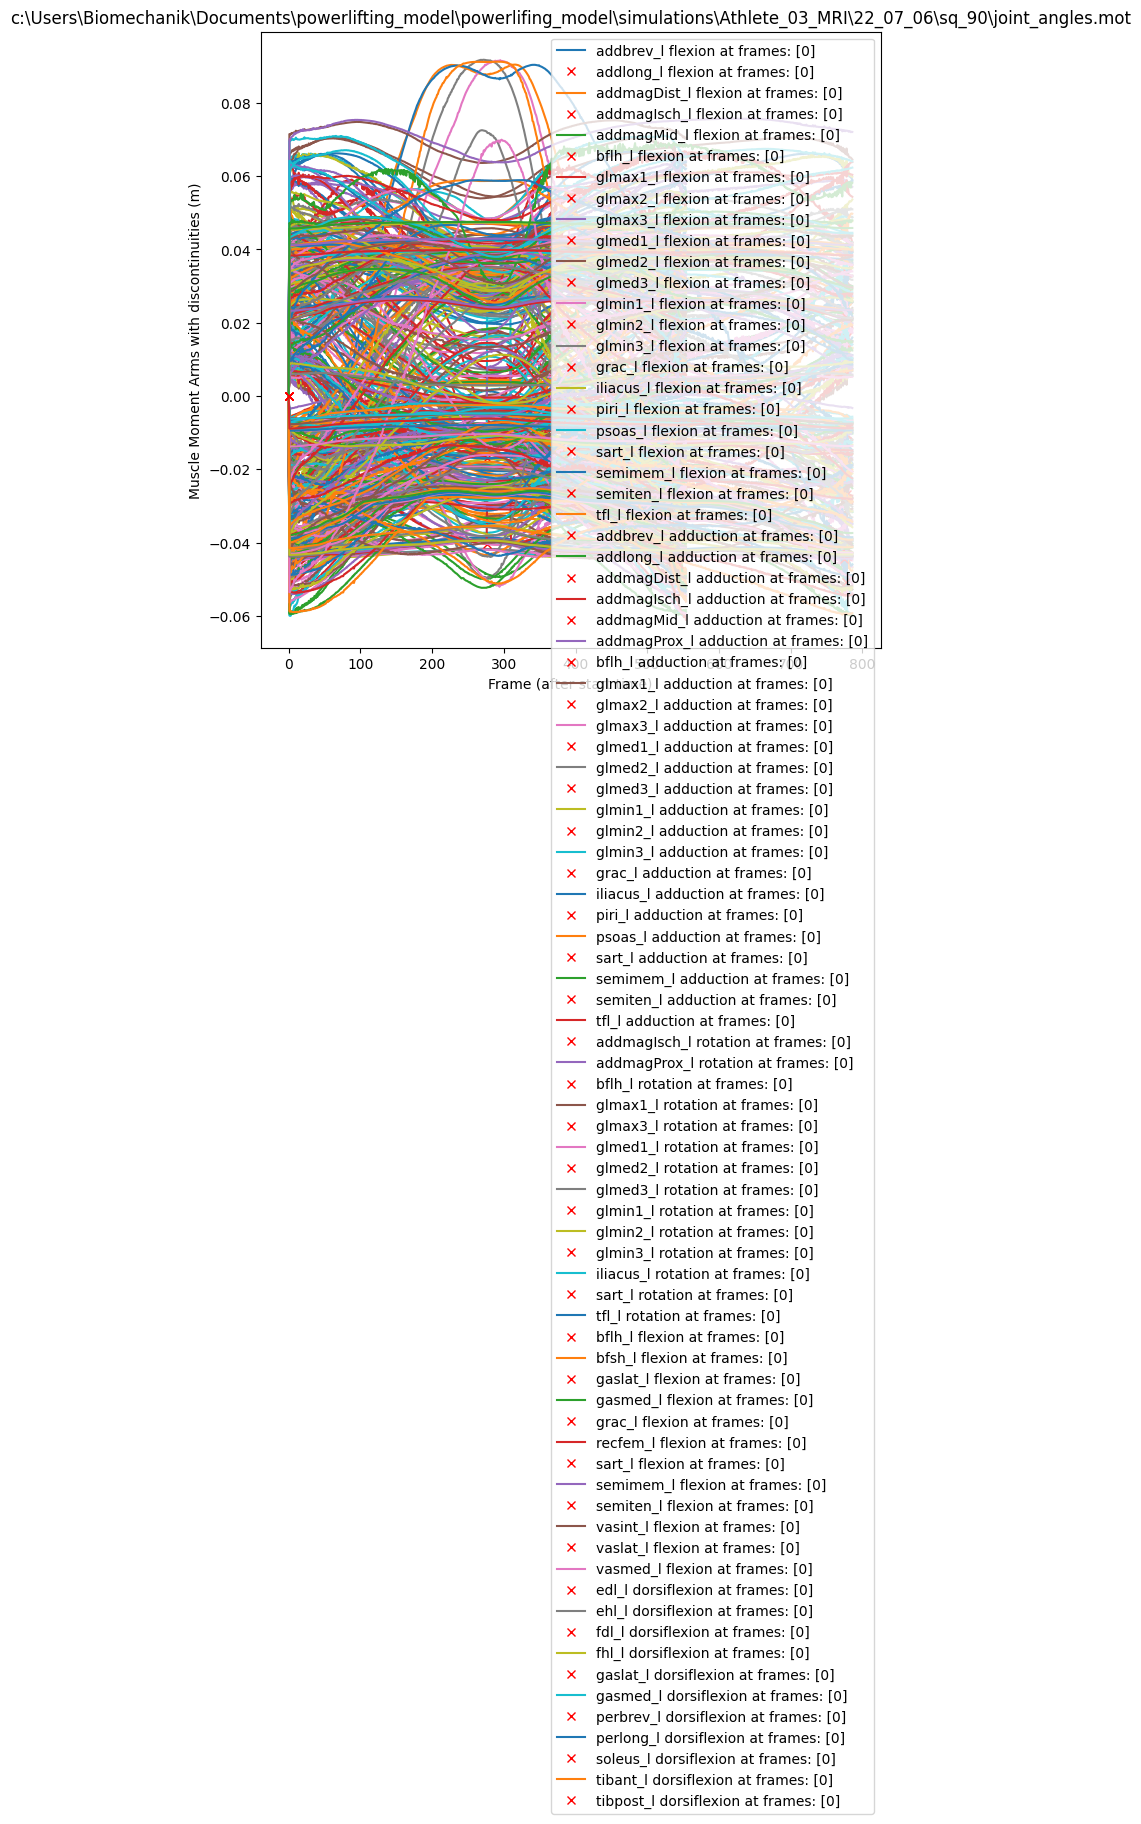 c:\Users\Biomechanik\Documents\powerlifting_model\powerlifing_model\simulations\Athlete_03_MRI\22_07_06\sq_90\joint_angles.mot
Muscle Moment Arms with discontinuities (m)
0.08
0.06
0.04
0.02
0.00
−0.02
−0.04
−0.06
0
100
200
300
400
600
700
800
Frame (after
addbrev_l flexion at frames: [0]
addlong_l flexion at frames: [0]
addmagDist_l flexion at frames: [0]
addmagIsch_l flexion at frames: [0]
addmagMid_l flexion at frames: [0]
bflh_l flexion at frames: [0]
glmax1_l flexion at frames: [0]
glmax2_l flexion at frames: [0]
glmax3_l flexion at frames: [0]
glmed1_l flexion at frames: [0]
glmed2_l flexion at frames: [0]
glmed3_l flexion at frames: [0]
glmin1_l flexion at frames: [0]
glmin2_l flexion at frames: [0]
glmin3_l flexion at frames: [0]
grac_l flexion at frames: [0]
iliacus_l flexion at frames: [0]
piri_l flexion at frames: [0]
psoas_l flexion at frames: [0]
sart_l flexion at frames: [0]
semimem_l flexion at frames: [0]
semiten_l flexion at frames: [0]
tfl_l flexion at frames: [0]
addbrev_l adduction at frames: [0]
addlong_l adduction at frames: [0]
addmagDist_l adduction at frames: [0]
addmagIsch_l adduction at frames: [0]
addmagMid_l adduction at frames: [0]
addmagProx_l adduction at frames: [0]
bflh_l adduction at frames: [0]
glmax1_l adduction at frames: [0]
glmax2_l adduction at frames: [0]
glmax3_l adduction at frames: [0]
glmed1_l adduction at frames: [0]
glmed2_l adduction at frames: [0]
glmed3_l adduction at frames: [0]
glmin1_l adduction at frames: [0]
glmin2_l adduction at frames: [0]
glmin3_l adduction at frames: [0]
grac_l adduction at frames: [0]
iliacus_l adduction at frames: [0]
piri_l adduction at frames: [0]
psoas_l adduction at frames: [0]
sart_l adduction at frames: [0]
semimem_l adduction at frames: [0]
semiten_l adduction at frames: [0]
tfl_l adduction at frames: [0]
addmagIsch_l rotation at frames: [0]
addmagProx_l rotation at frames: [0]
bflh_l rotation at frames: [0]
glmax1_l rotation at frames: [0]
glmax3_l rotation at frames: [0]
glmed1_l rotation at frames: [0]
glmed2_l rotation at frames: [0]
glmed3_l rotation at frames: [0]
glmin1_l rotation at frames: [0]
glmin2_l rotation at frames: [0]
glmin3_l rotation at frames: [0]
iliacus_l rotation at frames: [0]
sart_l rotation at frames: [0]
tfl_l rotation at frames: [0]
bflh_l flexion at frames: [0]
bfsh_l flexion at frames: [0]
gaslat_l flexion at frames: [0]
gasmed_l flexion at frames: [0]
grac_l flexion at frames: [0]
recfem_l flexion at frames: [0]
sart_l flexion at frames: [0]
semimem_l flexion at frames: [0]
semiten_l flexion at frames: [0]
vasint_l flexion at frames: [0]
vaslat_l flexion at frames: [0]
vasmed_l flexion at frames: [0]
edl_l dorsiflexion at frames: [0]
ehl_l dorsiflexion at frames: [0]
fdl_l dorsiflexion at frames: [0]
fhl_l dorsiflexion at frames: [0]
gaslat_l dorsiflexion at frames: [0]
gasmed_l dorsiflexion at frames: [0]
perbrev_l dorsiflexion at frames: [0]
perlong_l dorsiflexion at frames: [0]
soleus_l dorsiflexion at frames: [0]
tibant_l dorsiflexion at frames: [0]
tibpost_l dorsiflexion at frames: [0]